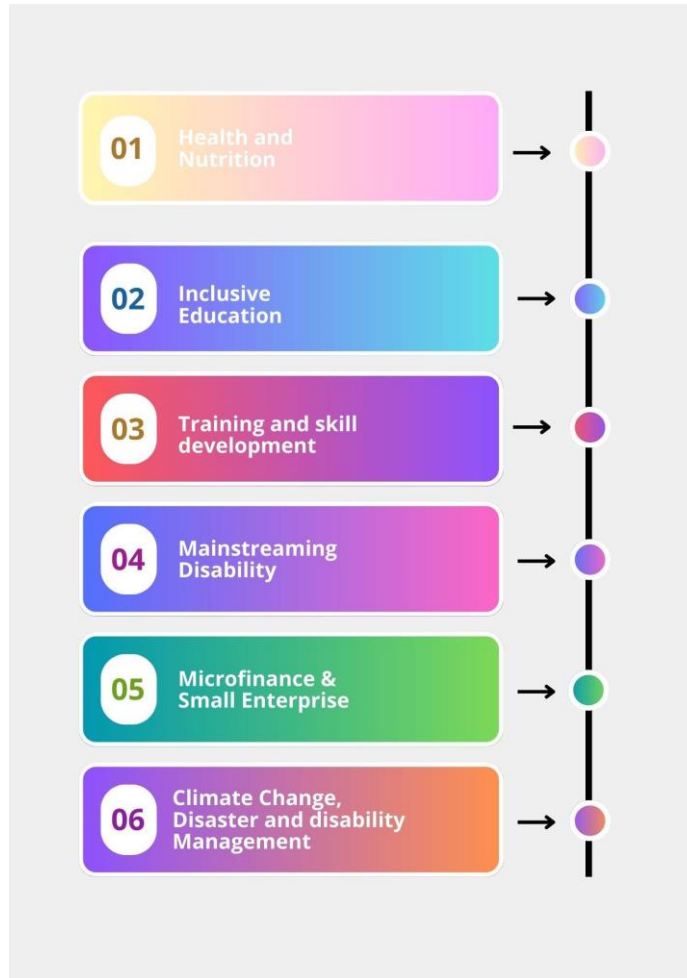 01
Health and
Nutrition
02
Inclusive
Education
03
Training and skill
development
04
Mainstreaming
Disability
05
Microfinance &
Small Enterprise
06
Climate Change,
Disaster and disability
Management